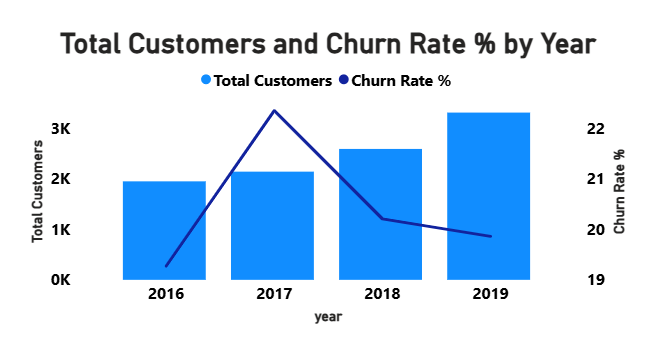 Total Customers and Churn Rate % by Year
Total Customers Churn Rate %
3K
2K
1K
0K
Total Customers
22
21
20
19
Churn Rate %
2016 2017 2018 2019
year